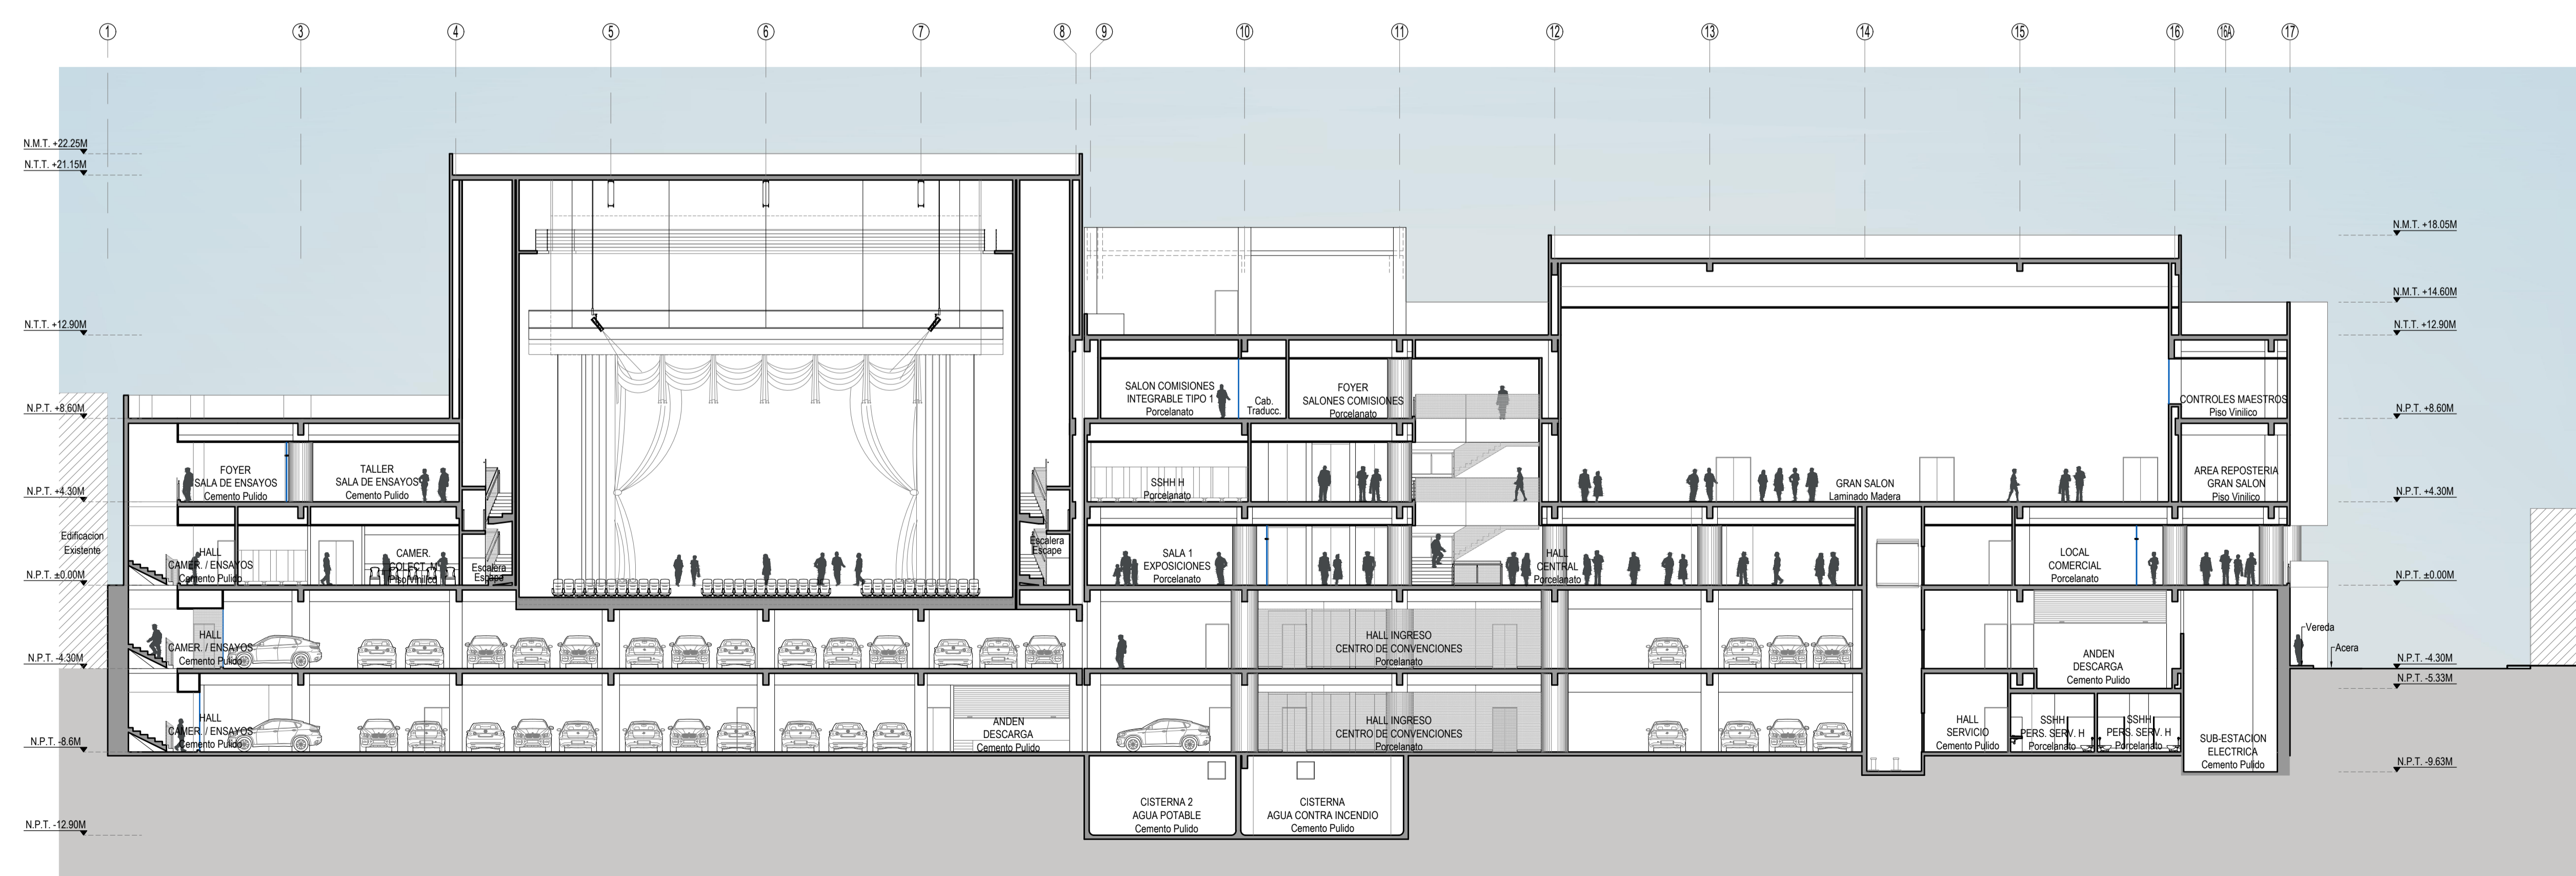 1
3
4
5
6
7
8
9
10
11
12
13
14
15
16
16A
17
N.M.T. +22.25M
N.T.T. +21.15M
N.T.T. +12.90M
N.P.T. +8.60M
N.P.T. +4.30M
Edificacion
Existente
N.P.T. ±0.00M
N.P.T. -4.30M
N.P.T. -8.6M
N.P.T. -12.90M
FOYER
SALA DE ENSAYOS
Cemento Pulido
TALLER
SALA DE ENSAYOS
Cemento Pulido
HALL
CAMER. / ENSAYOS
Cemento Pulido
CAMER.
COLECT. M
Piso Vinilico
Escalera
Escape
Escalera
Escape
HALL
CAMER. / ENSAYOS
Cemento Pulido
HALL
CAMER. / ENSAYOS
Cemento Pulido
ANDEN
DESCARGA
Cemento Pulido
SALON COMISIONES
INTEGRABLE TIPO 1
Porcelanato
Cab.
Traducc.
FOYER
SALONES COMISIONES
Porcelanato
SSHH H
Porcelanato
SALA 1
EXPOSICIONES
Porcelanato
HALL
CENTRAL
Porcelanato
HALL INGRESO
CENTRO DE CONVENCIONES
Porcelanato
HALL INGRESO
CENTRO DE CONVENCIONES
Porcelanato
CISTERNA 2
AGUA POTABLE
Cemento Pulido
CISTERNA
AGUA CONTRA INCENDIO
Cemento Pulido
GRAN SALON
Laminado Madera
CONTROLES MAESTROS
Piso Vinilico
AREA REPOSTERIA
GRAN SALON
Piso Vinilico
LOCAL
COMERCIAL
Porcelanato
ANDEN
DESCARGA
Cemento Pulido
HALL
SERVICIO
Cemento Pulido
SSHH
PERS. SERV. H
Porcelanato
SSHH
PERS. SERV. H
Porcelanato
SUB-ESTACION
ELECTRICA
Cemento Pulido
Vereda
Acera
N.M.T. +18.05M
N.M.T. +14.60M
N.T.T. +12.90M
N.P.T. +8.60M
N.P.T. +4.30M
N.P.T. ±0.00M
N.P.T. -4.30M
N.P.T. -5.33M
N.P.T. -9.63M